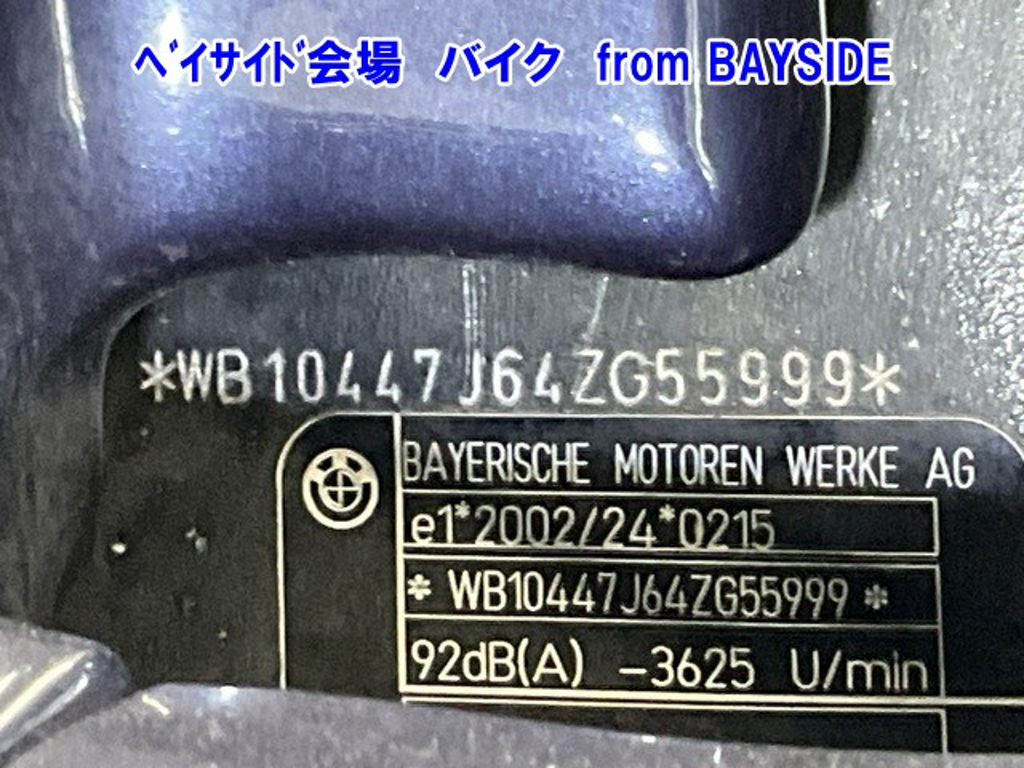 ﾍﾞｲｻｲﾄﾞ会場　バイク　from BAYSIDE
*WB10447J64ZG55999*
BAYERISCHE MOTOREN WERKE AG
e1*2002/24*0215
* WB10447J64ZG55999 *
92dB(A) -3625 U/min